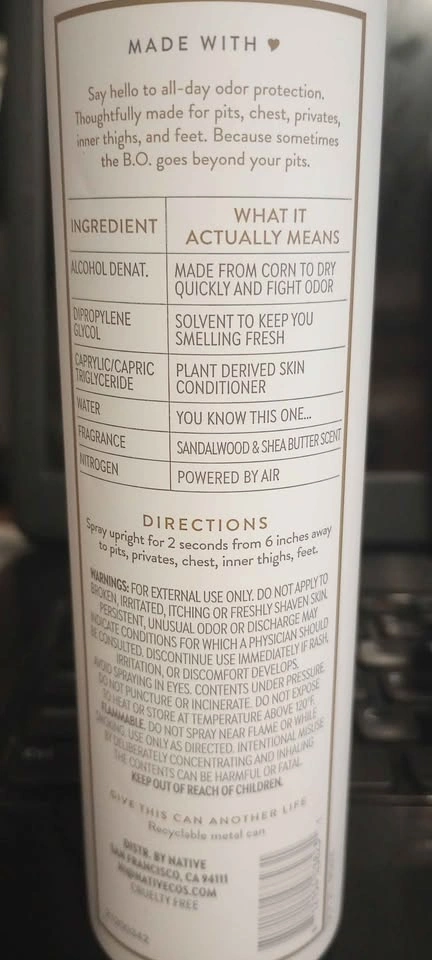 MADE WITH ♥
Say hello to all-day odor protection.
Thoughtfully made for pits, chest, privates,
inner thighs, and feet. Because sometimes
the B.O. goes beyond your pits.
INGREDIENT
WHAT IT
ACTUALLY MEANS
ALCOHOL DENAT.
MADE FROM CORN TO DRY
QUICKLY AND FIGHT ODOR
DIPROPYLENE
GLYCOL
SOLVENT TO KEEP YOU
SMELLING FRESH
CAPRYLIC/CAPRIC
TRIGLYCERIDE
PLANT DERIVED SKIN
CONDITIONER
WATER
YOU KNOW THIS ONE...
FRAGRANCE
SANDALWOOD & SHEA BUTTER SCENT
NITROGEN
POWERED BY AIR
DIRECTIONS
Spray upright for 2 seconds from 6 inches away
to pits, privates, chest, inner thighs, feet.
WARNINGS: FOR EXTERNAL USE ONLY. DO NOT APPLY TO
BROKEN, IRRITATED, ITCHING OR FRESHLY SHAVEN SKIN.
PERSISTENT, UNUSUAL ODOR OR DISCHARGE MAY
INDICATE CONDITIONS FOR WHICH A PHYSICIAN SHOULD
BE CONSULTED. DISCONTINUE USE IMMEDIATELY IF RASH,
IRRITATION, OR DISCOMFORT DEVELOPS.
AVOID SPRAYING IN EYES. CONTENTS UNDER PRESSURE.
DO NOT PUNCTURE OR INCINERATE. DO NOT EXPOSE
TO HEAT OR STORE AT TEMPERATURE ABOVE 120°F.
FLAMMABLE. DO NOT SPRAY NEAR FLAME OR WHILE
SMOKING. USE ONLY AS DIRECTED. INTENTIONAL MISUSE
BY DELIBERATELY CONCENTRATING AND INHALING
THE CONTENTS CAN BE HARMFUL OR FATAL.
KEEP OUT OF REACH OF CHILDREN.
GIVE THIS CAN ANOTHER LIFE
Recyclable metal can
DISTR. BY NATIVE
SAN FRANCISCO, CA 94111
HI@NATIVECOS.COM
CRUELTY FREE